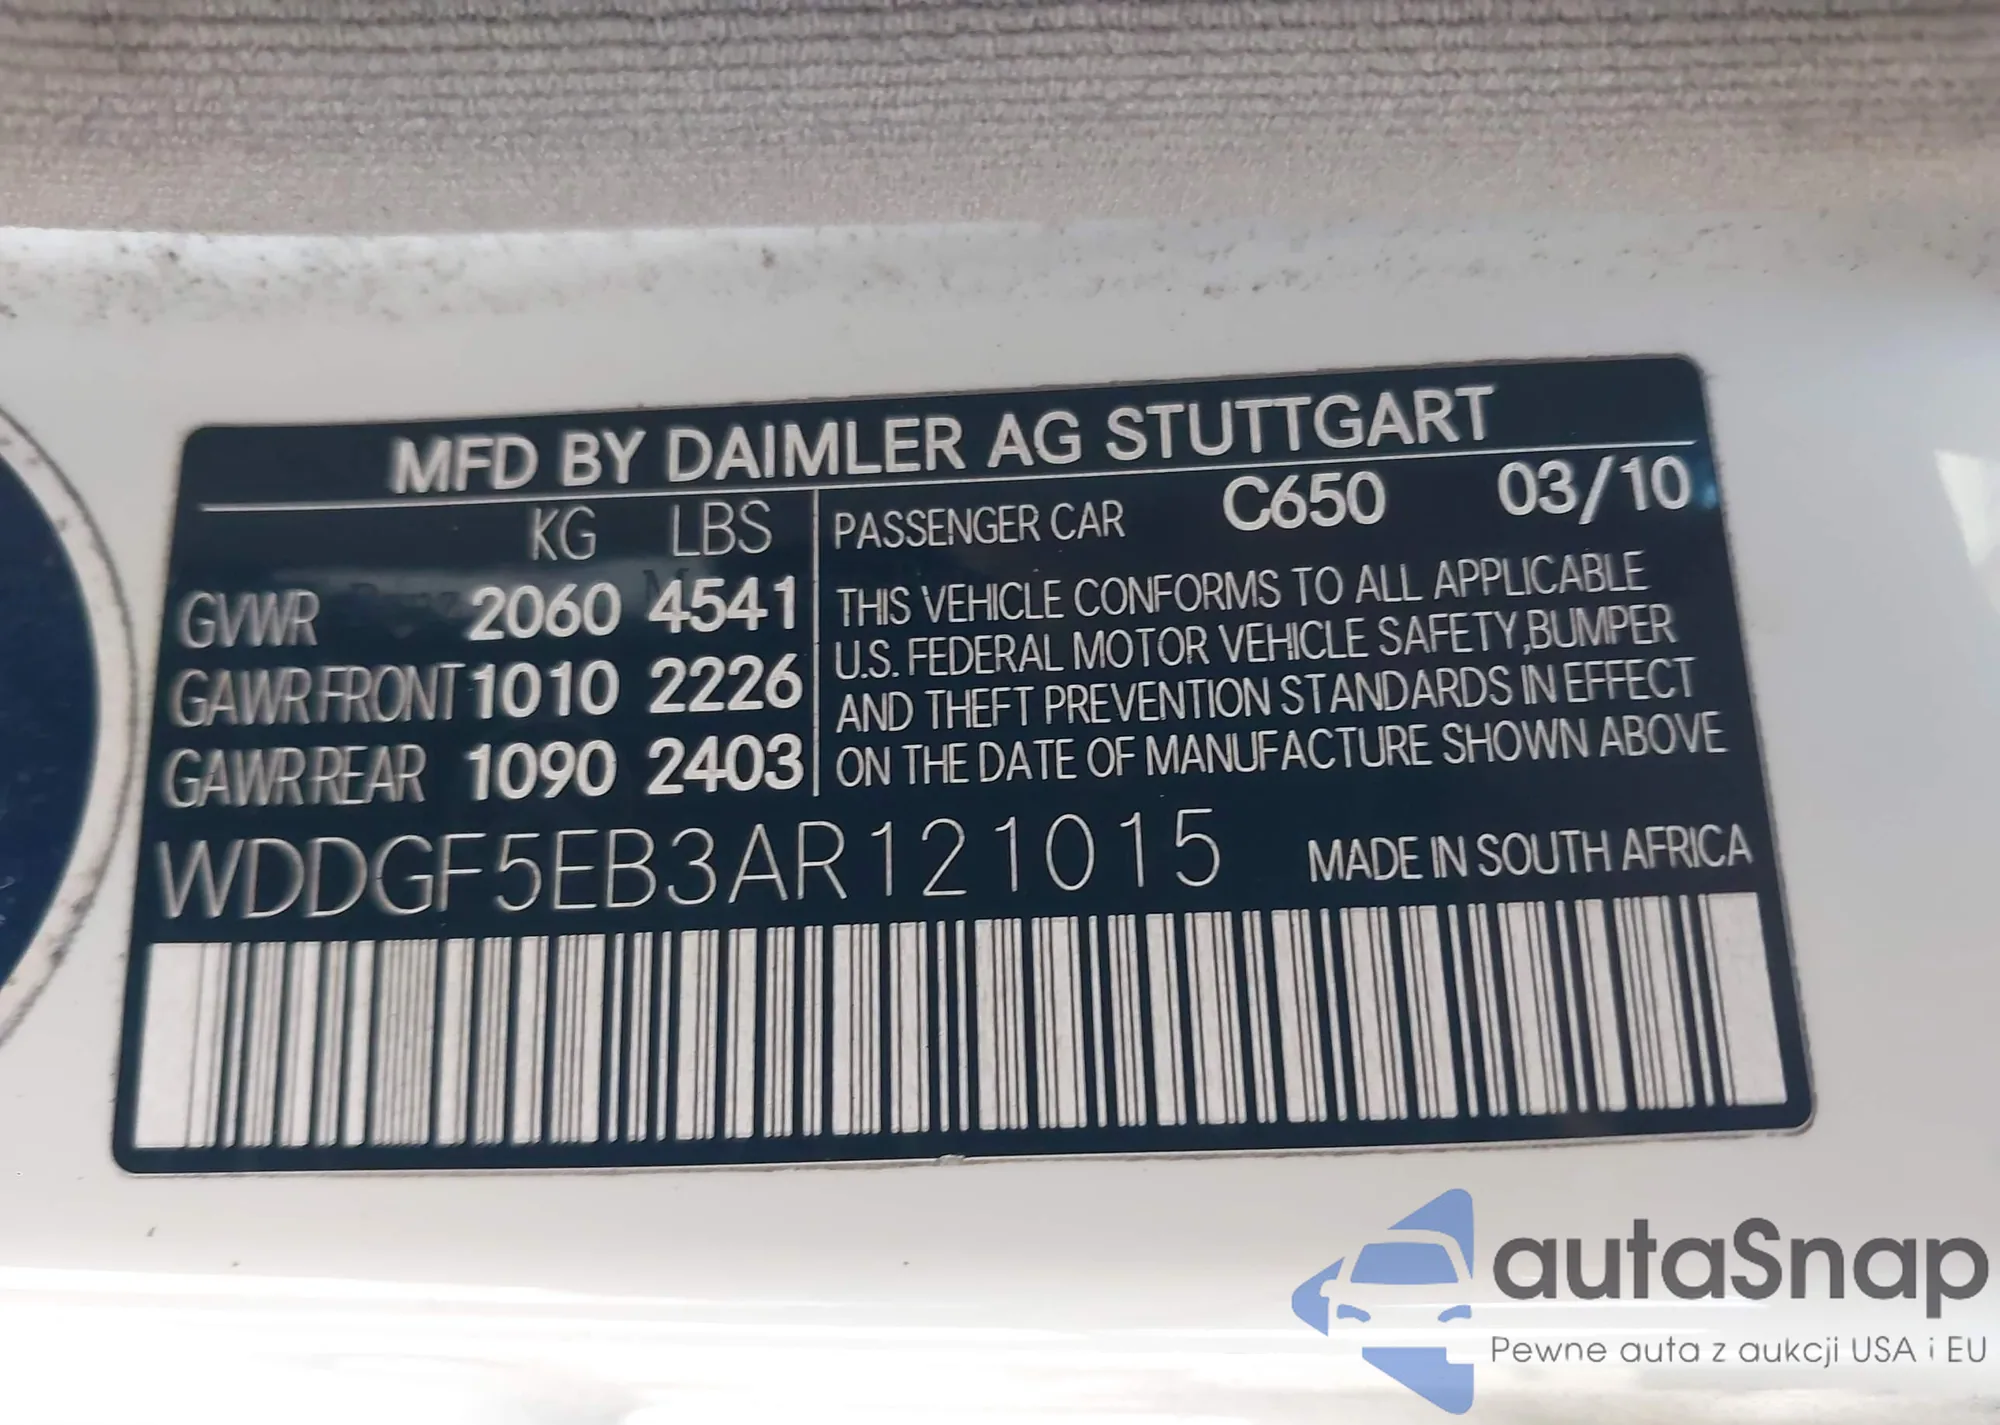 MFD BY DAIMLER AG STUTTGART
KG LBS
GVWR 2060 4541
GAWR FRONT 1010 2226
GAWR REAR 1090 2403
PASSENGER CAR C650 03/10
THIS VEHICLE CONFORMS TO ALL APPLICABLE
U.S. FEDERAL MOTOR VEHICLE SAFETY,BUMPER
AND THEFT PREVENTION STANDARDS IN EFFECT
ON THE DATE OF MANUFACTURE SHOWN ABOVE
WDDGF5EB3AR121015 MADE IN SOUTH AFRICA
autaSnap
Pewne auta z aukcji USA i EU